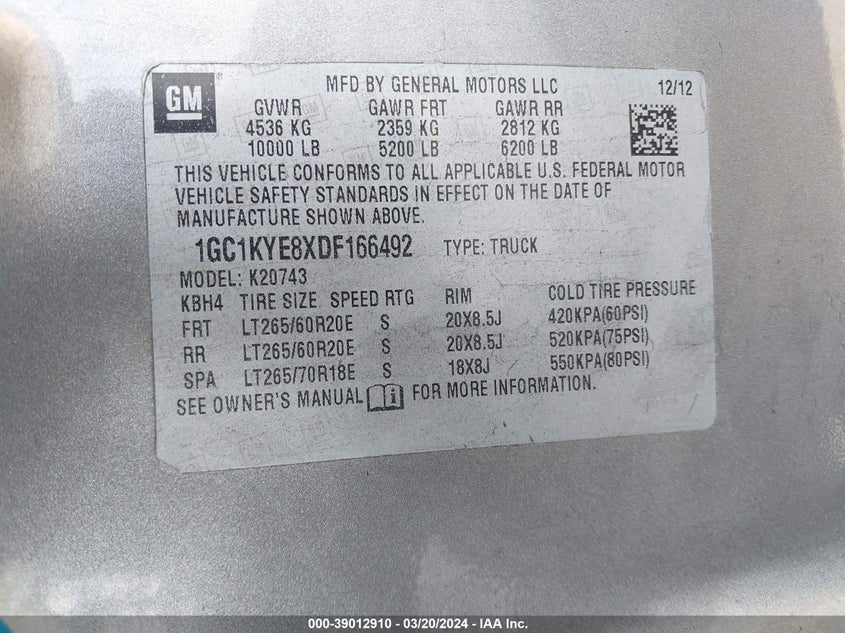 GM
MFD BY GENERAL MOTORS LLC 12/12
GVWR GAWR FRT GAWR RR
4536 KG 2359 KG 2812 KG
10000 LB 5200 LB 6200 LB
THIS VEHICLE CONFORMS TO ALL APPLICABLE U.S. FEDERAL MOTOR
VEHICLE SAFETY STANDARDS IN EFFECT ON THE DATE OF
MANUFACTURE SHOWN ABOVE.
1GC1KYE8XDF166492 TYPE: TRUCK
MODEL: K20743
KBH4 TIRE SIZE SPEED RTG RIM COLD TIRE PRESSURE
FRT LT265/60R20E S 20X8.5J 420KPA(60PSI)
RR LT265/60R20E S 20X8.5J 520KPA(75PSI)
SPA LT265/70R18E S 18X8J 550KPA(80PSI)
SEE OWNER'S MANUAL FOR MORE INFORMATION.
000-39012910 - 03/20/2024 - IAA Inc.